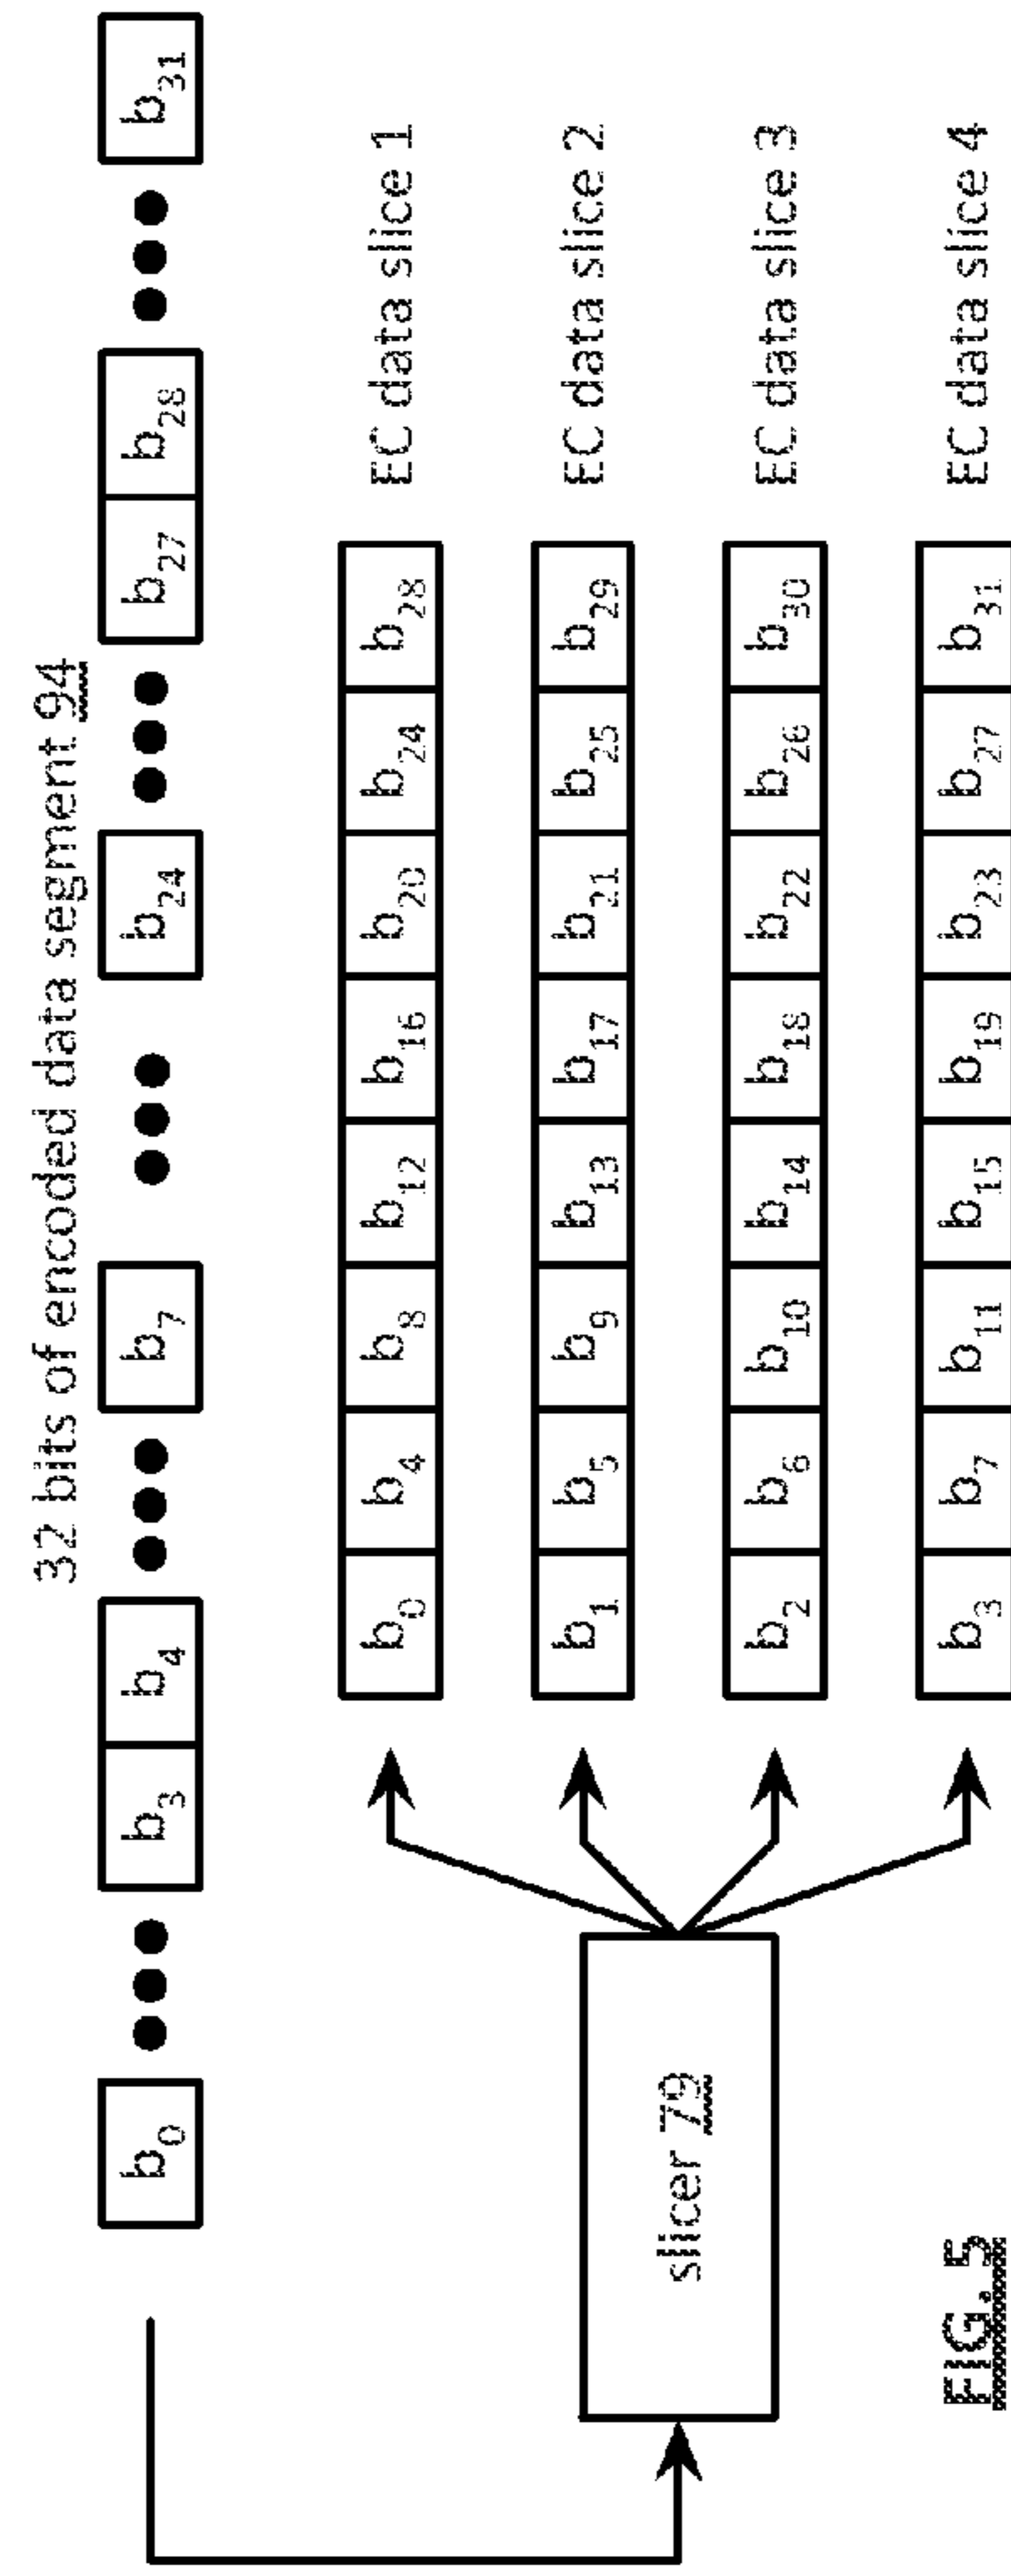 32 bits of encoded data segment 94
b0 ••• b3 b4 ••• b7 ••• b24 ••• b27 b28 ••• b31
b0 b4 b8 b12 b16 b20 b24 b28 EC data slice 1
b1 b5 b9 b13 b17 b21 b25 b29 EC data slice 2
slicer 79
b2 b6 b10 b14 b18 b22 b26 b30 EC data slice 3
b3 b7 b11 b15 b19 b23 b27 b31 EC data slice 4
FIG. 5